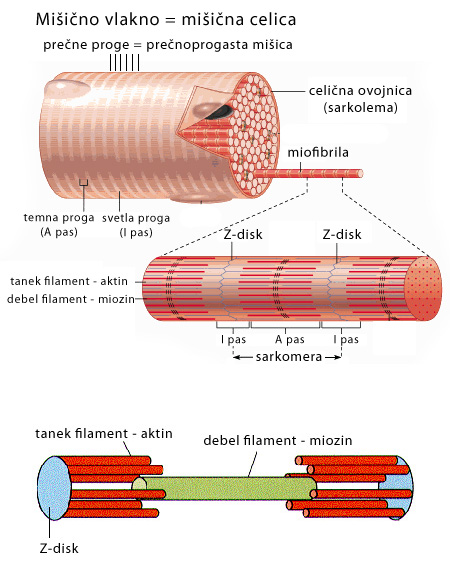 Mišično vlakno = mišična celica
prečne proge = prečnoprogasta mišica
celična ovojnica
(sarkolema)
miofibrila
temna proga
(A pas)
svetla proga
(I pas)
Z-disk
Z-disk
tanek filament - aktin
debel filament - miozin
I pas
A pas
I pas
sarkomera
tanek filament - aktin
debel filament - miozin
Z-disk